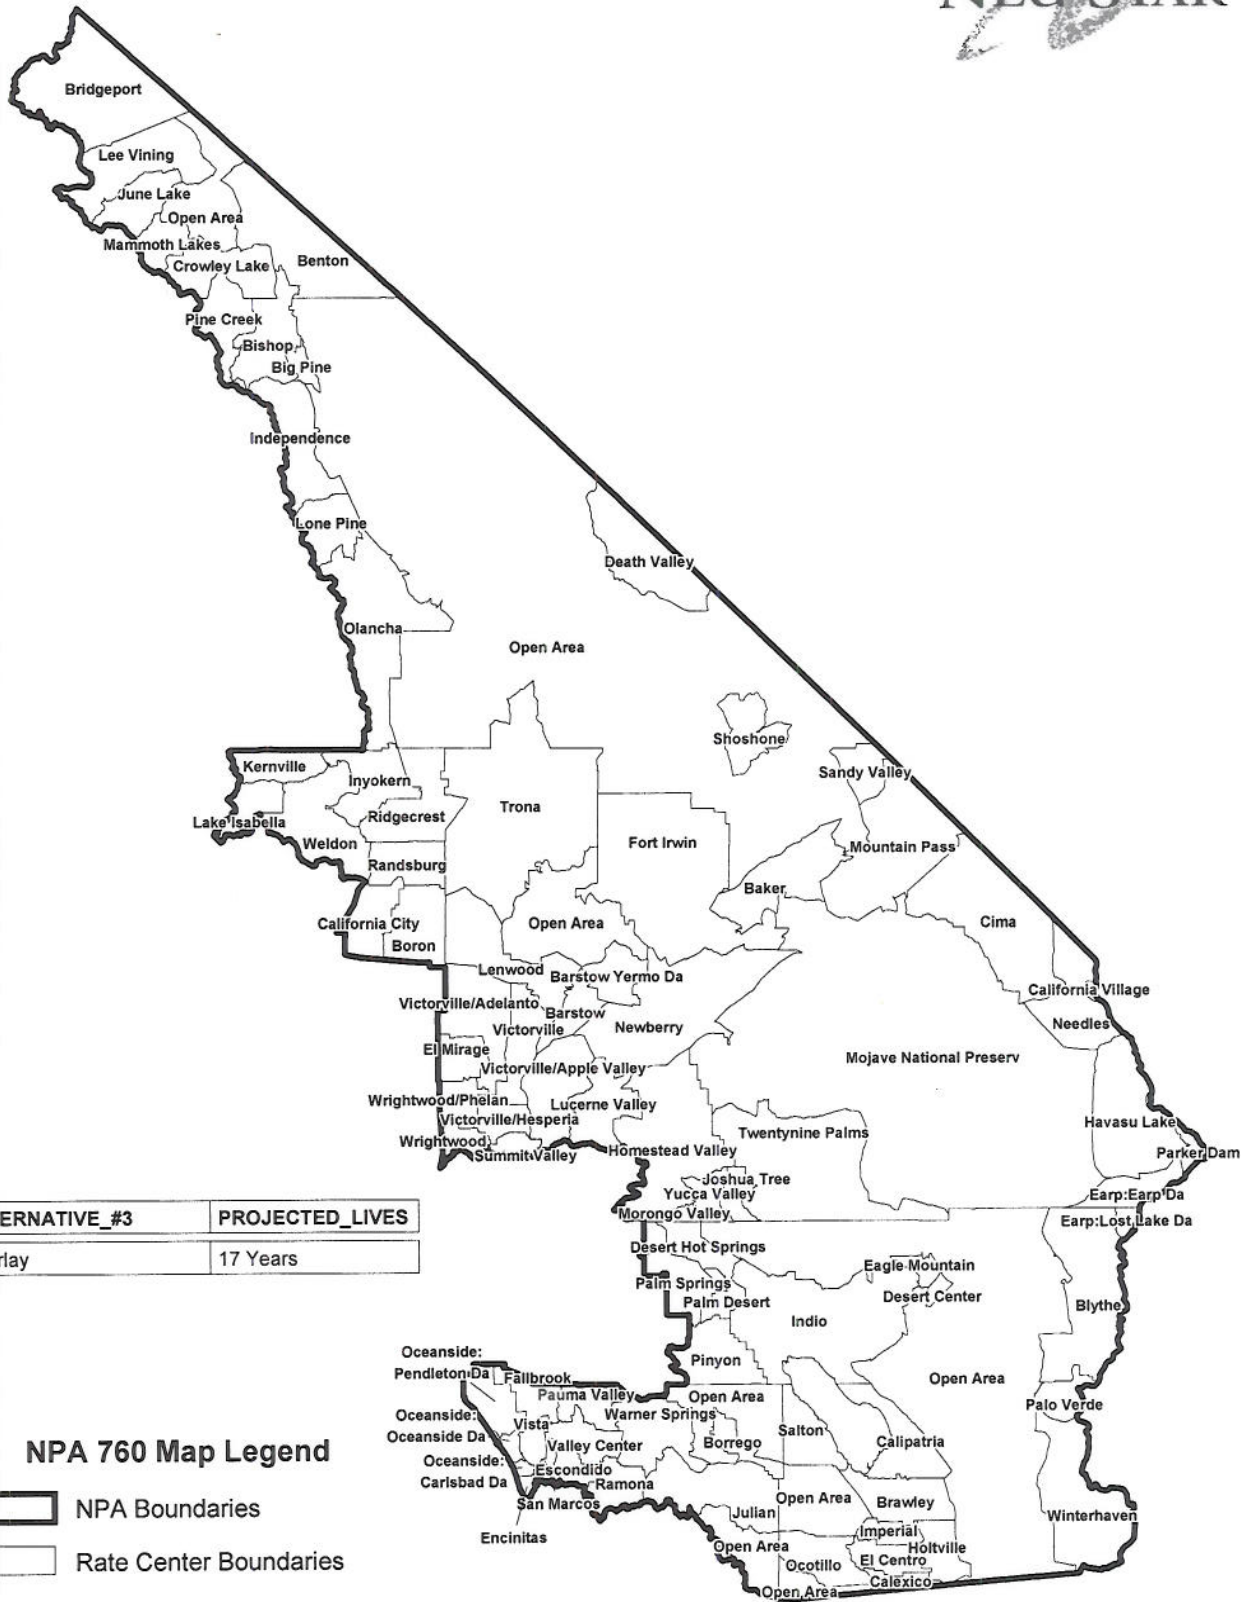 Bridgeport
Lee Vining
June Lake
Open Area
Mammoth Lakes
Crowley Lake
Benton
Pine Creek
Bishop
Big Pine
Independence
Lone Pine
Death Valley
Olancha
Open Area
Shoshone
Kernville
Inyokern
Sandy Valley
Trona
Ridgecrest
Lake Isabella
Weldon
Fort Irwin
Mountain Pass
Randsburg
Baker
California City
Open Area
Cima
Boron
Lenwood
Barstow Yermo Da
California Village
Victorville/Adelanto
Barstow
Victorville
Newberry
Needles
El Mirage
Mojave National Preserv
Victorville/Apple Valley
Wrightwood/Phelan
Lucerne Valley
Victorville/Hesperia
Havasu Lake
Twentynine Palms
Wrightwood
Summit Valley
Homestead Valley
Parker Dam
Joshua Tree
Yucca Valley
Earp:Earp Da
Morongo Valley
Earp:Lost Lake Da
ERNATIVE_#3 PROJECTED_LIVES
rlay 17 Years
Desert Hot Springs
Eagle Mountain
Palm Springs
Desert Center
Palm Desert
Blythe
Indio
Oceanside:
Pendleton Da
Pinyon
Fallbrook
Open Area
Pauma Valley
Open Area
Palo Verde
Oceanside:
Oceanside Da
Warner Springs
Vista
Salton
Borrego
Calipatria
Valley Center
Oceanside:
Carlsbad Da
Escondido
Ramona
Open Area
Brawley
San Marcos
Julian
Winterhaven
Encinitas
Imperial
Open Area
Holtville
El Centro
Ocotillo
Calexico
Open Area
NPA 760 Map Legend
NPA Boundaries
Rate Center Boundaries